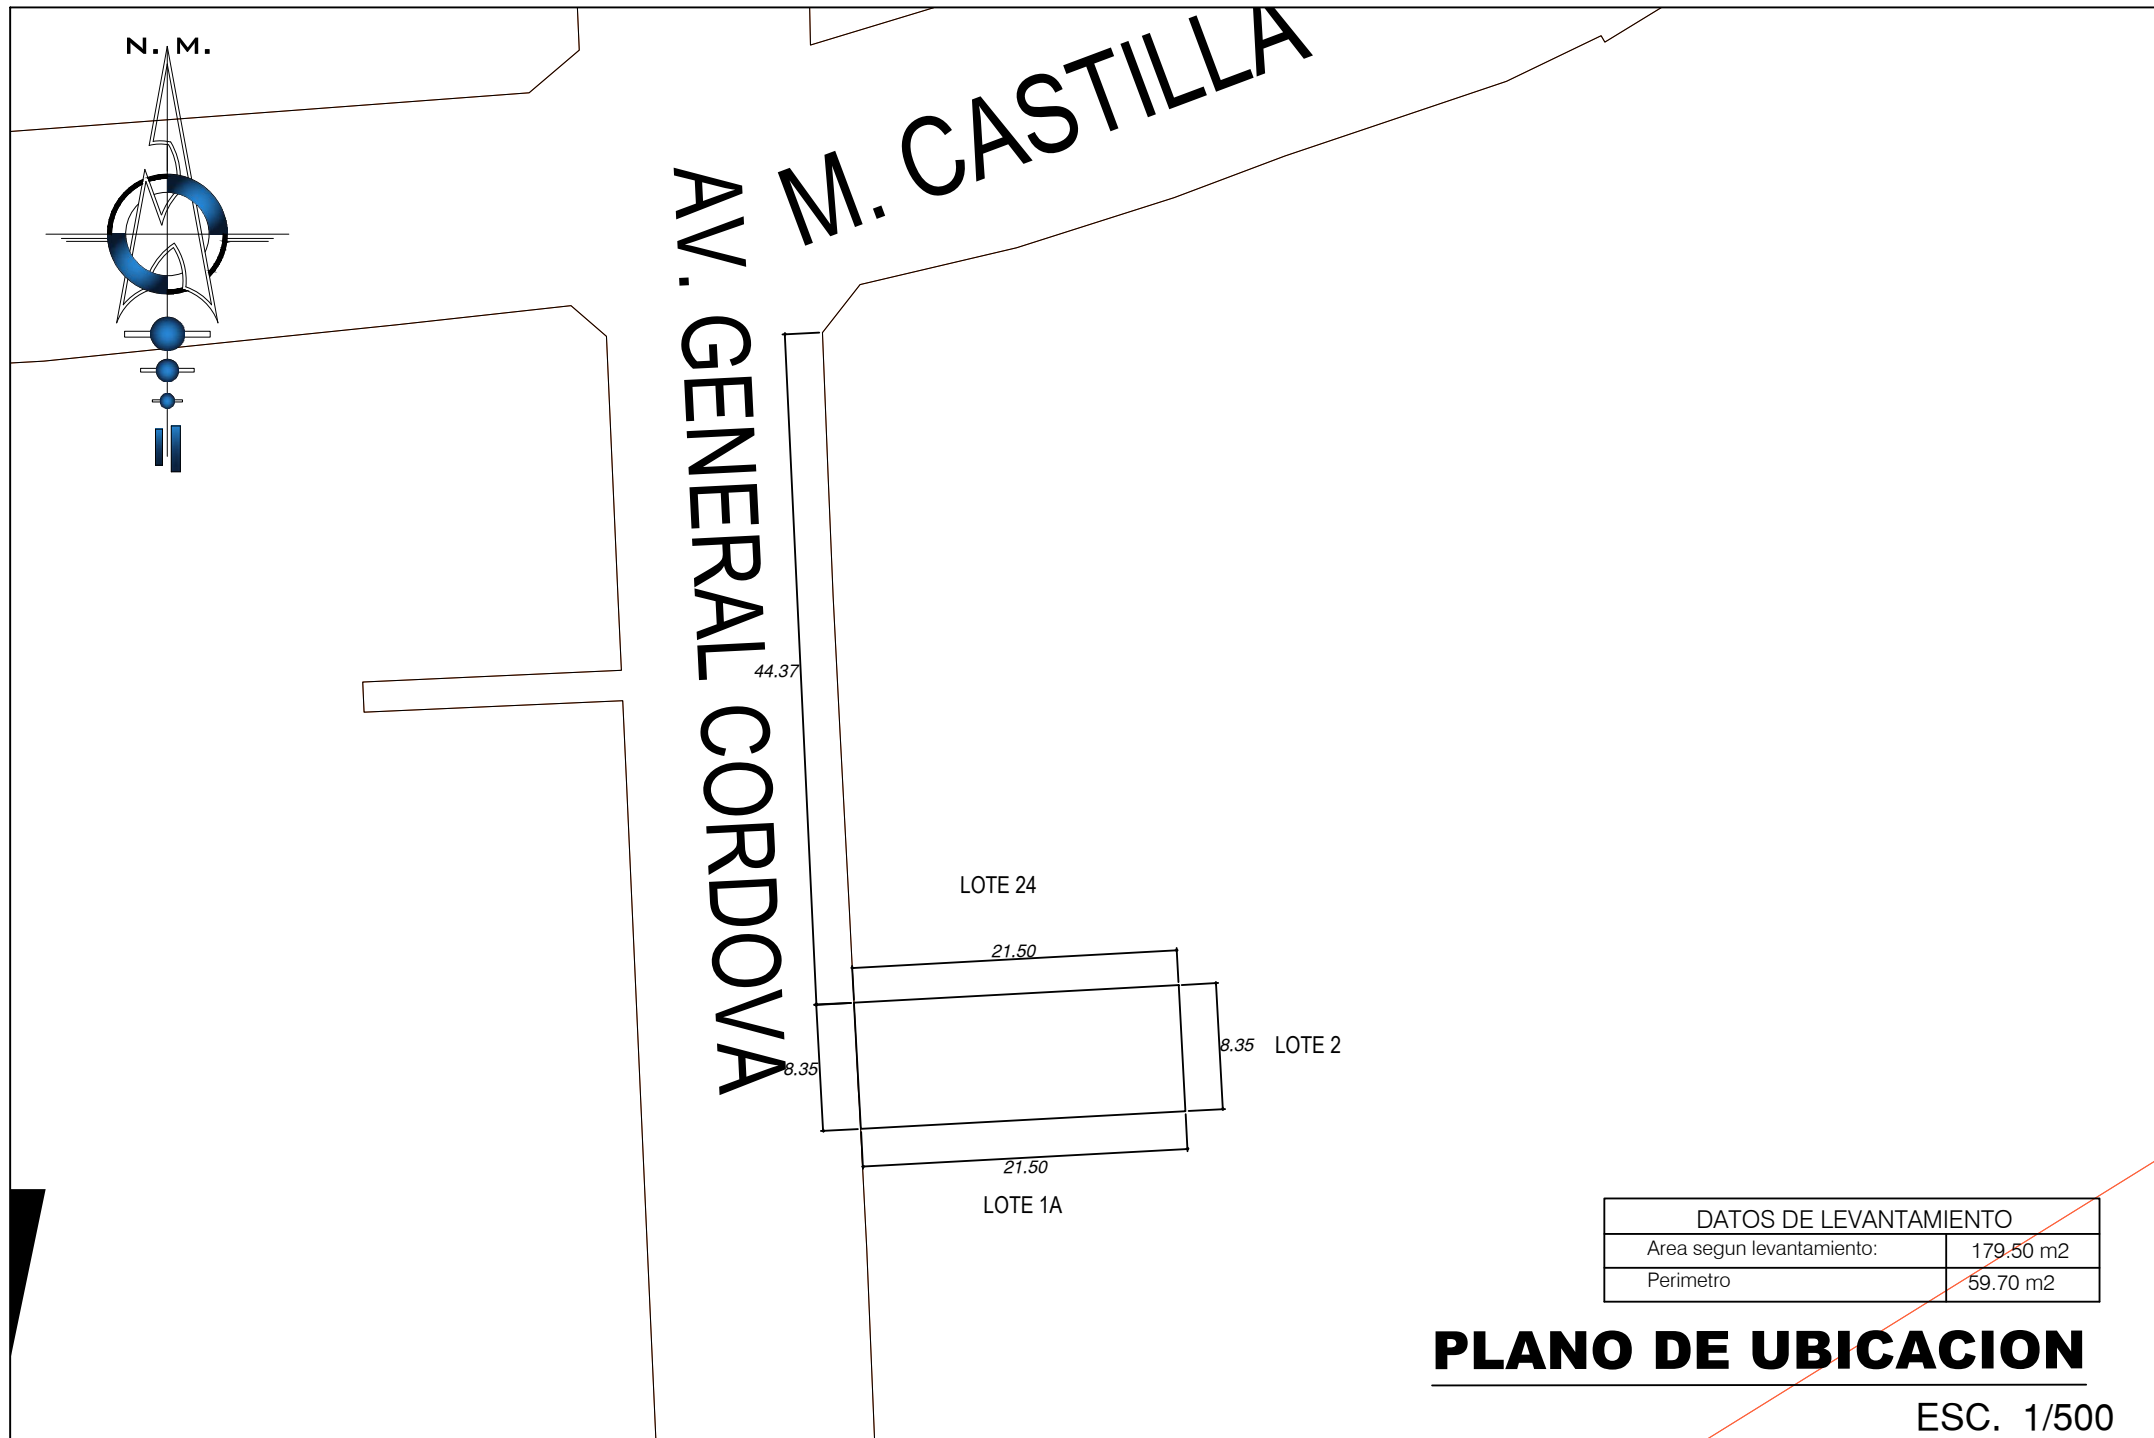 N. M.
M. CASTILLA
AV. GENERAL CORDOVA
44.37
LOTE 24
21.50
8.35
LOTE 2
8.35
21.50
LOTE 1A
DATOS DE LEVANTAMIENTO
Area segun levantamiento: 179.50 m2
Perimetro 59.70 m2
PLANO DE UBICACION
ESC. 1/500